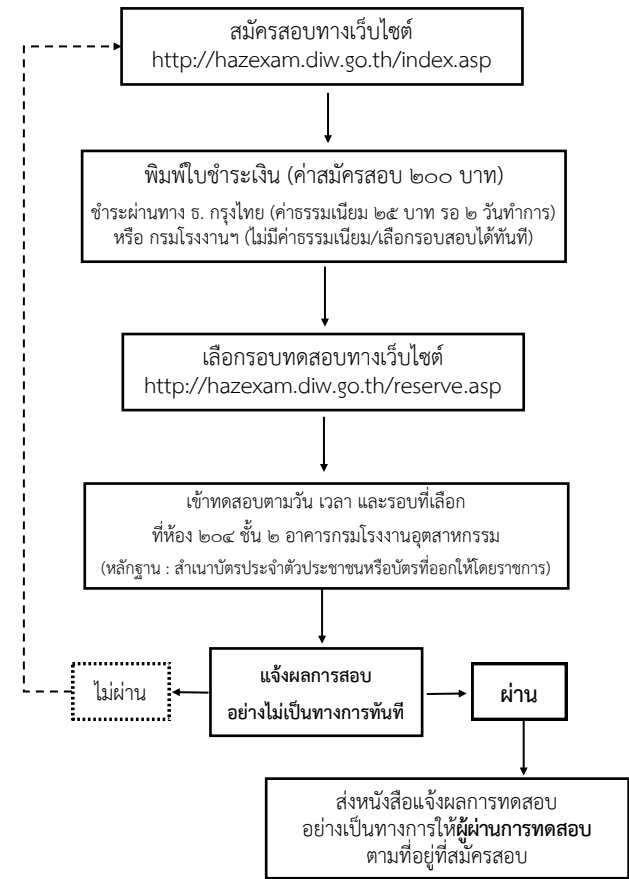 สมัครสอบทางเว็บไซต์
http://hazexam.diw.go.th/index.asp
พิมพ์ใบชำระเงิน (ค่าสมัครสอบ ๒๐๐ บาท)
ชำระผ่านทาง ธ. กรุงไทย (ค่าธรรมเนียม ๒๕ บาท รอ ๒ วันทำการ)
หรือ กรมโรงงานฯ (ไม่มีค่าธรรมเนียม/เลือกรอบสอบได้ทันที)
เลือกรอบทดสอบทางเว็บไซต์
http://hazexam.diw.go.th/reserve.asp
เข้าทดสอบตามวัน เวลา และรอบที่เลือก
ที่ห้อง ๒๐๔ ชั้น ๒ อาคารกรมโรงงานอุตสาหกรรม
(หลักฐาน : สำเนาบัตรประจำตัวประชาชนหรือบัตรที่ออกให้โดยราชการ)
แจ้งผลการสอบ
อย่างไม่เป็นทางการทันที
ไม่ผ่าน
ผ่าน
ส่งหนังสือแจ้งผลการทดสอบ
อย่างเป็นทางการให้ผู้ผ่านการทดสอบ
ตามที่อยู่ที่สมัครสอบ